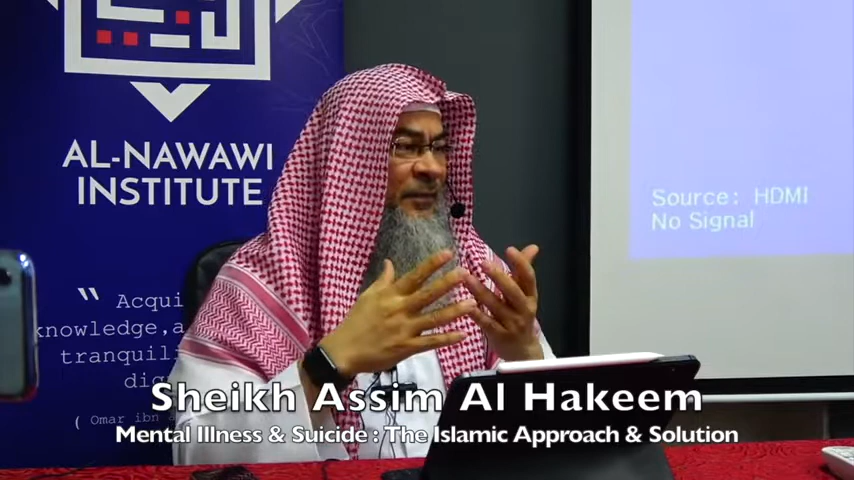 AL-NAWAWI
INSTITUTE
“ Acqui
knowledge, a
tranquil
dig
( Omar ibn
Source: HDMI
No Signal
Sheikh Assim Al Hakeem
Mental Illness & Suicide : The Islamic Approach & Solution